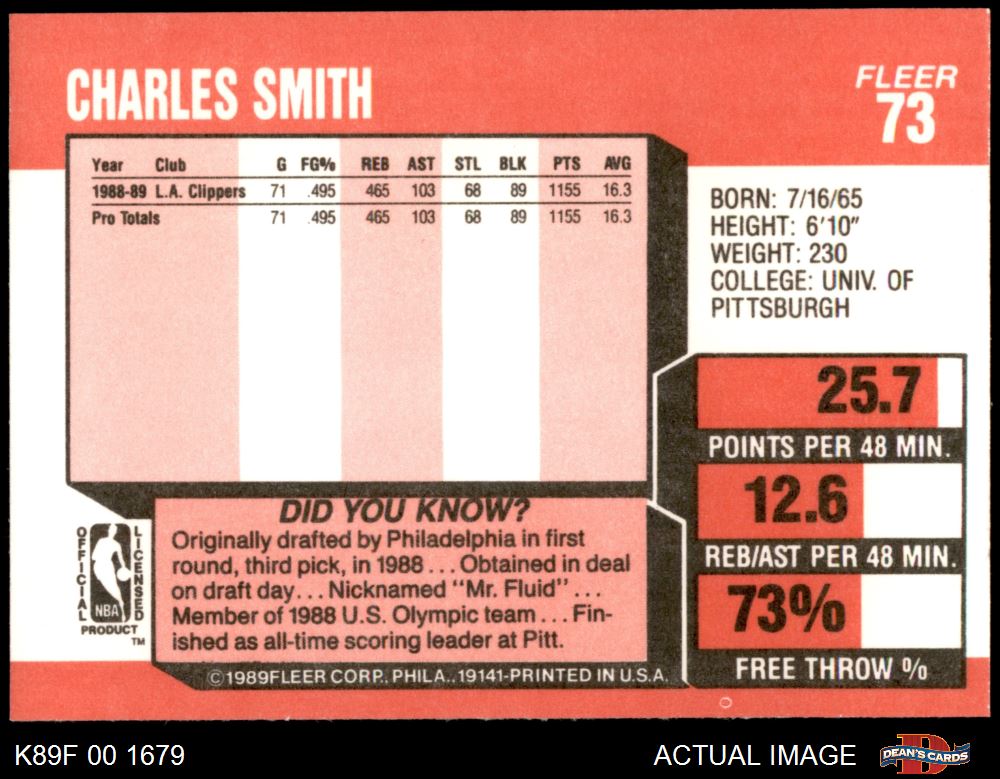 CHARLES SMITH
FLEER
73
Year Club G FG% REB AST STL BLK PTS AVG
1988-89 L.A. Clippers 71 .495 465 103 68 89 1155 16.3
Pro Totals 71 .495 465 103 68 89 1155 16.3
BORN: 7/16/65
HEIGHT: 6'10"
WEIGHT: 230
COLLEGE: UNIV. OF
PITTSBURGH
25.7
POINTS PER 48 MIN.
12.6
REB/AST PER 48 MIN.
73%
FREE THROW %
DID YOU KNOW?
Originally drafted by Philadelphia in first
round, third pick, in 1988 . . . Obtained in deal
on draft day. . . Nicknamed "Mr. Fluid" . . .
Member of 1988 U.S. Olympic team . . . Fin-
ished as all-time scoring leader at Pitt.
OFFICIAL
LICENSED
NBA
PRODUCT
TM
©1989FLEER CORP., PHILA., 19141-PRINTED IN U.S.A.
K89F 00 1679
ACTUAL IMAGE
DEAN'S CARDS